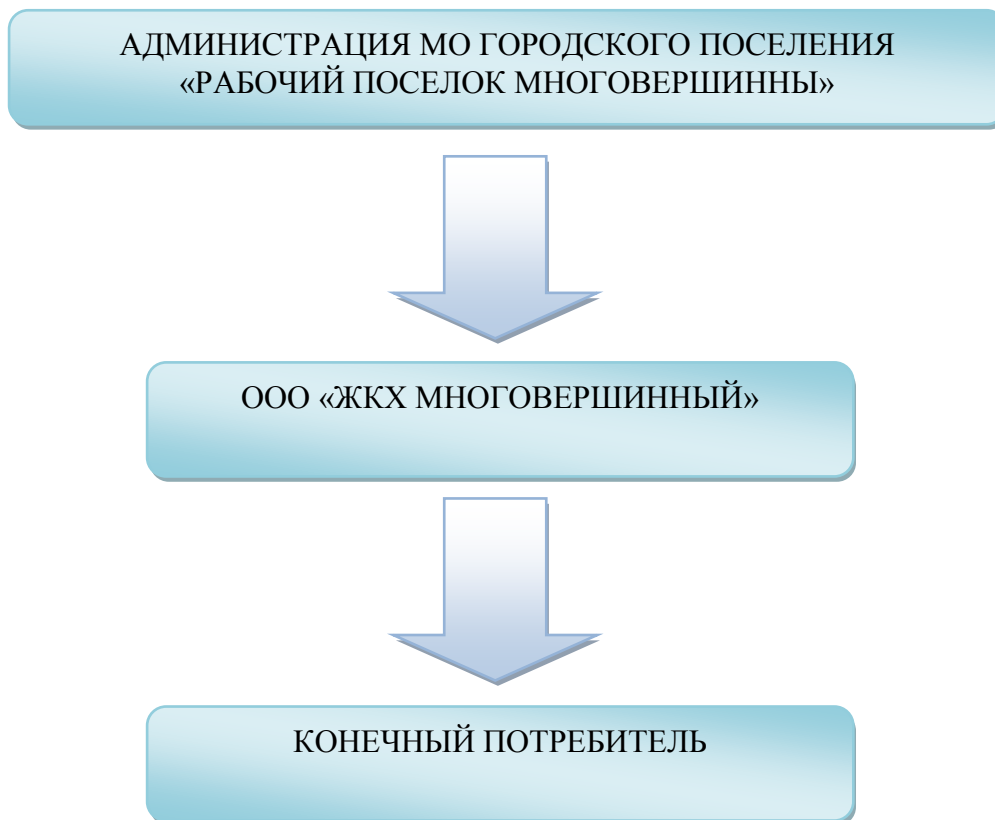 АДМИНИСТРАЦИЯ МО ГОРОДСКОГО ПОСЕЛЕНИЯ
«РАБОЧИЙ ПОСЕЛОК МНОГОВЕРШИННЫ»
ООО «ЖКХ МНОГОВЕРШИННЫЙ»
КОНЕЧНЫЙ ПОТРЕБИТЕЛЬ